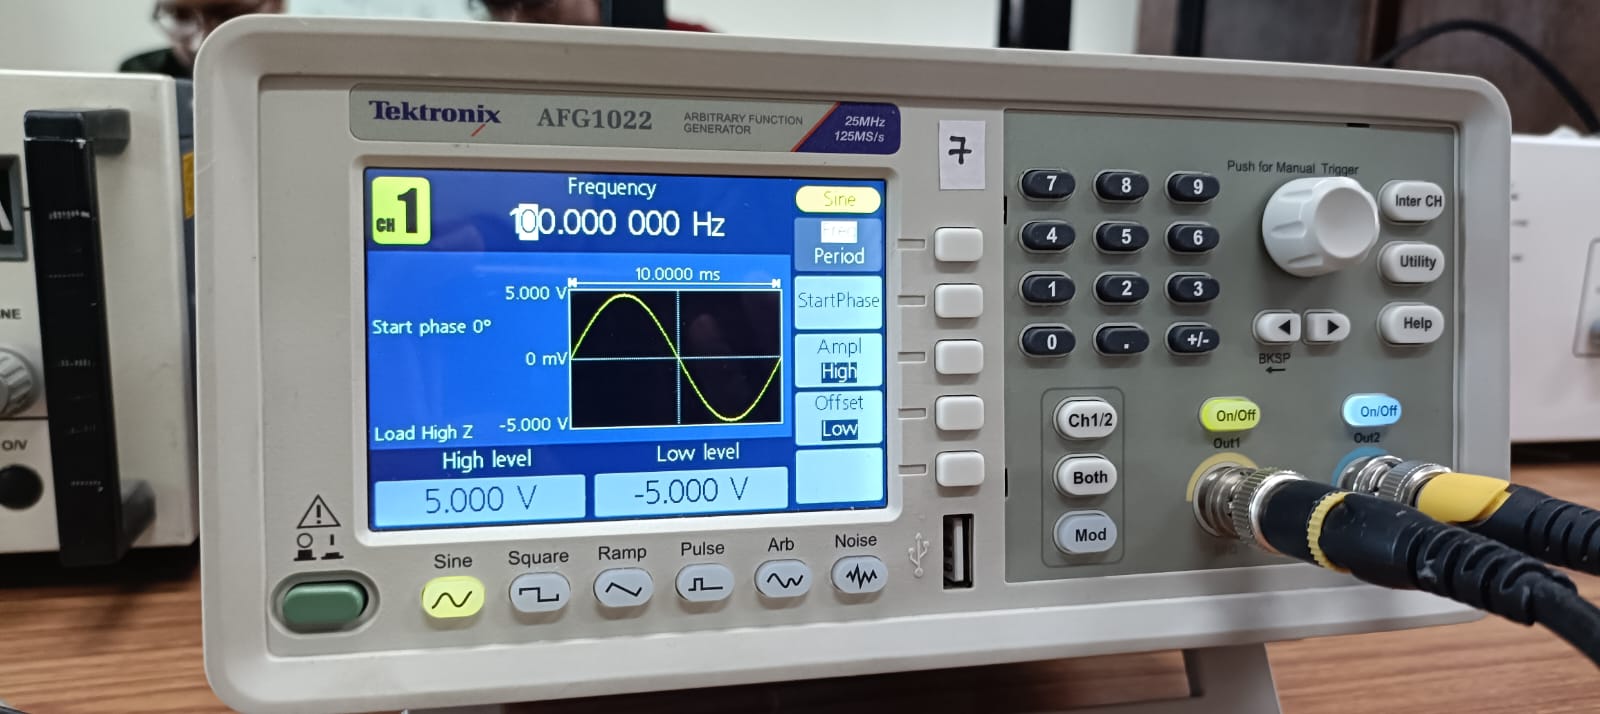 Tektronix AFG1022 ARBITRARY FUNCTION GENERATOR 25MHz 125MS/s
7
CH 1
Frequency
100.000 000 Hz
Sine
Freq
Period
StartPhase
Ampl
High
Offset
Low
10.0000 ms
5.000 V
Start phase 0°
0 mV
Load High Z
-5.000 V
High level
Low level
5.000 V
-5.000 V
Sine
Square
Ramp
Pulse
Arb
Noise
Push for Manual Trigger
7 8 9
4 5 6
1 2 3
0 . +/-
Inter CH
Utility
Help
BKSP
Ch1/2
Both
Mod
On/Off
Out1
On/Off
Out2
NE
O/V